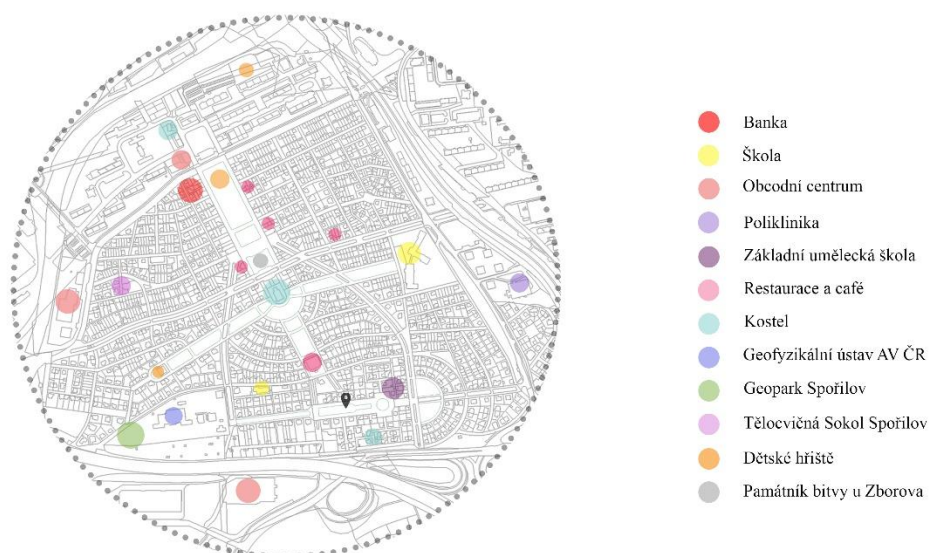 Banka
Škola
Obcodní centrum
Poliklinika
Základní umělecká škola
Restaurace a café
Kostel
Geofyzikální ústav AV ČR
Geopark Spořilov
Tělocvičná Sokol Spořilov
Dětské hřiště
Památník bitvy u Zborova